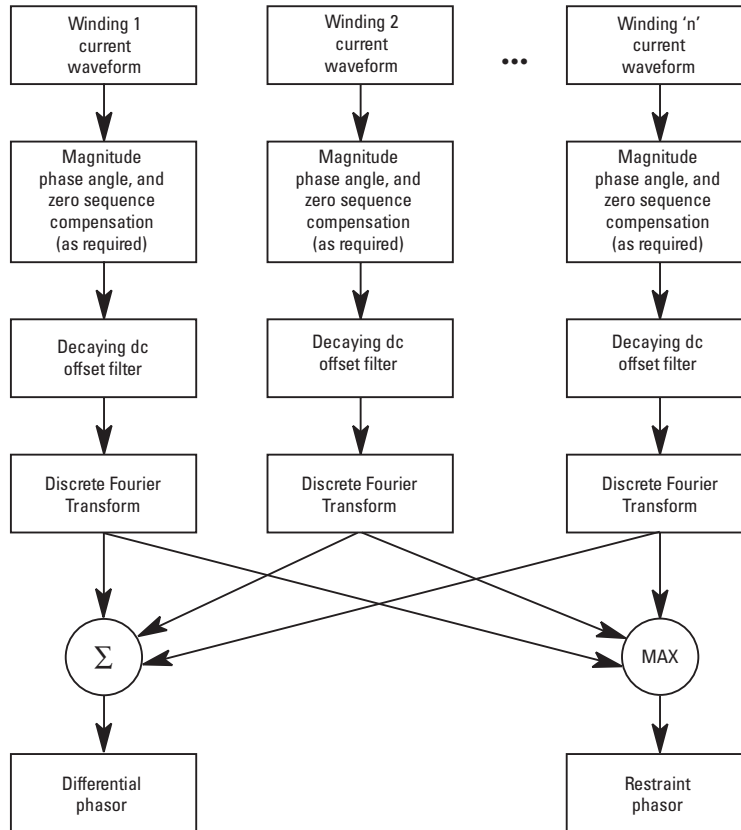 Winding 1
current
waveform
Winding 2
current
waveform
...
Winding ‘n’
current
waveform
Magnitude
phase angle, and
zero sequence
compensation
(as required)
Magnitude
phase angle, and
zero sequence
compensation
(as required)
Magnitude
phase angle, and
zero sequence
compensation
(as required)
Decaying dc
offset filter
Decaying dc
offset filter
Decaying dc
offset filter
Discrete Fourier
Transform
Discrete Fourier
Transform
Discrete Fourier
Transform
Σ
MAX
Differential
phasor
Restraint
phasor